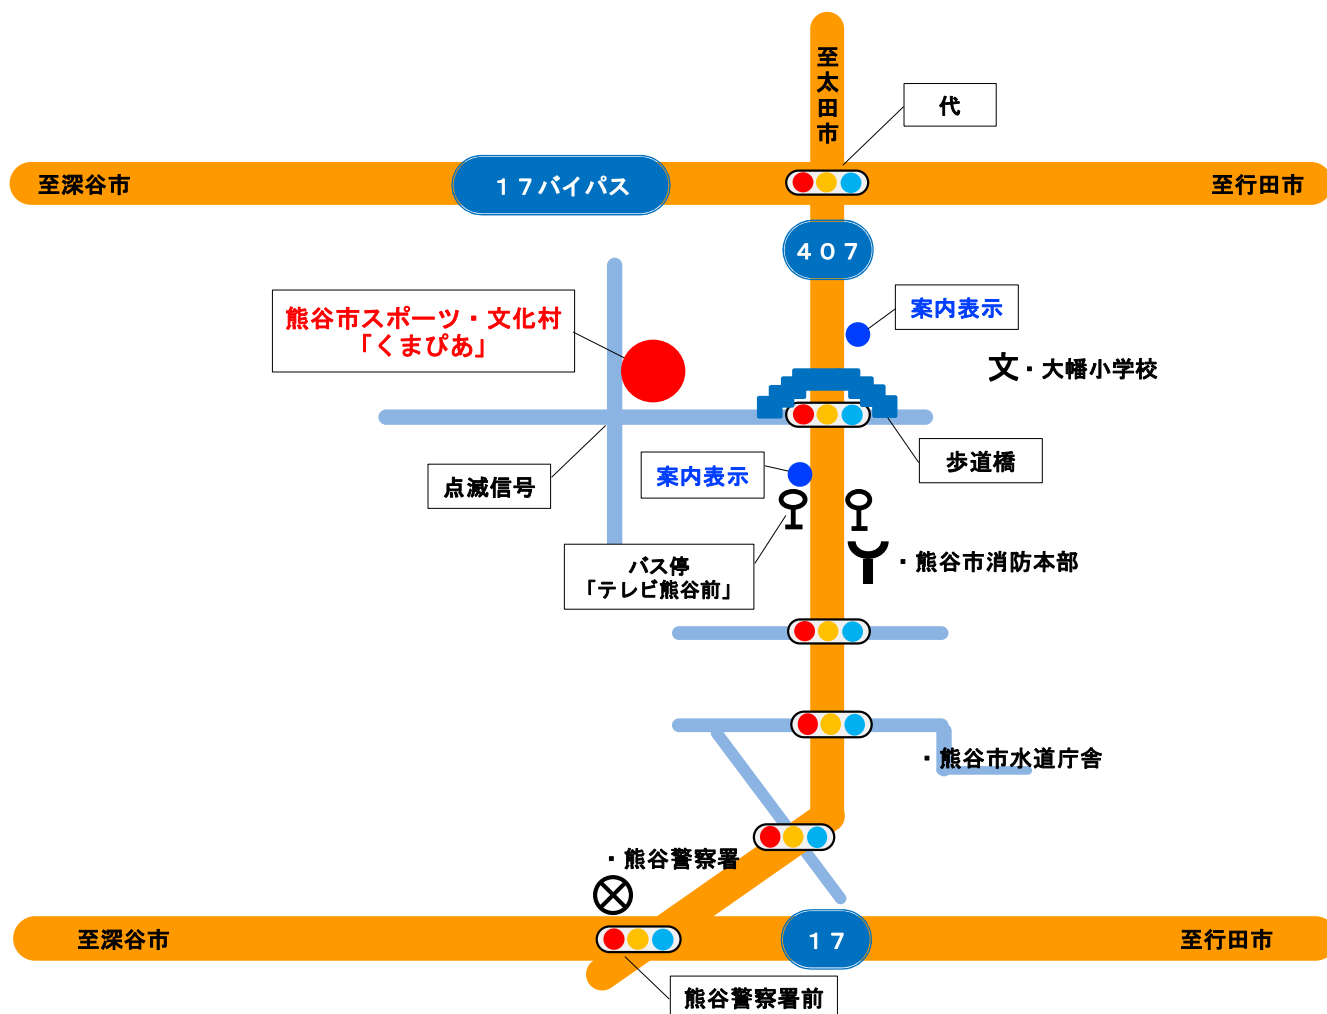 至太田市
代
至深谷市
１７バイパス
至行田市
４０７
案内表示
熊谷市スポーツ・文化村
「くまぴあ」
文・大幡小学校
歩道橋
案内表示
点滅信号
バス停
「テレビ熊谷前」
・熊谷市消防本部
・熊谷市水道庁舎
・熊谷警察署
至深谷市
１７
至行田市
熊谷警察署前